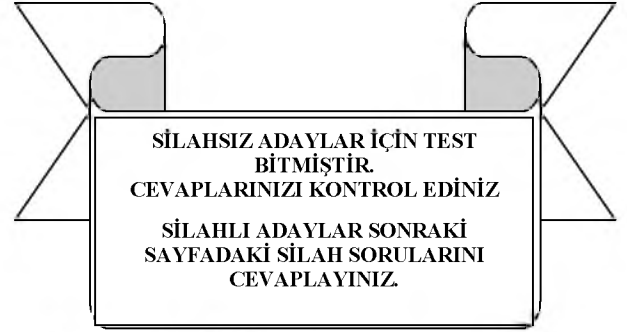 SİLAHSIZ ADAYLAR İÇİN TEST
BİTMİŞTİR.
CEVAPLARINIZI KONTROL EDİNİZ
SİLAHLI ADAYLAR SONRAKİ
SAYFADAKİ SİLAH SORULARINI
CEVAPLAYINIZ.